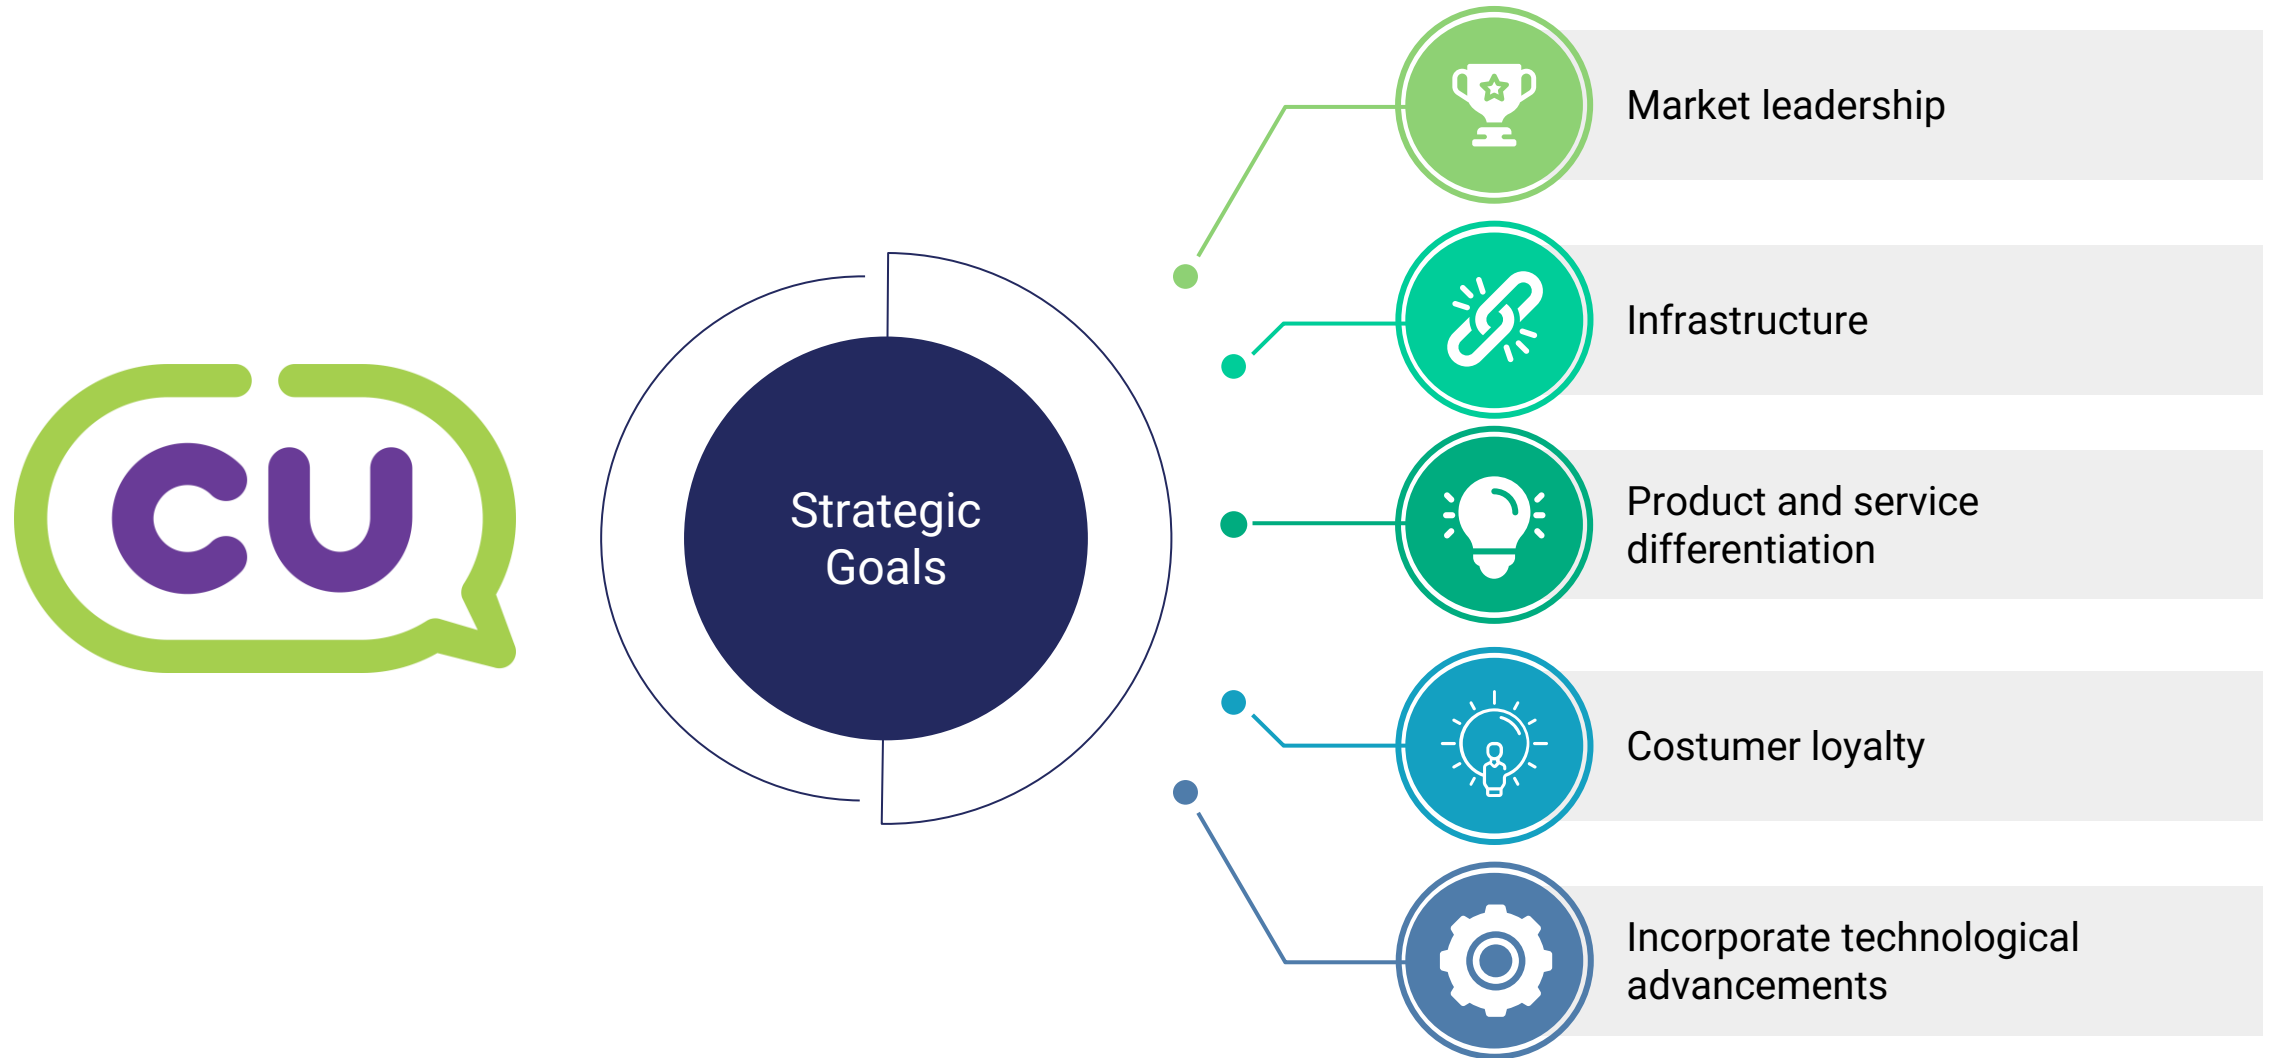 CU
Strategic
Goals
Market leadership
Infrastructure
Product and service
differentiation
Costumer loyalty
Incorporate technological
advancements